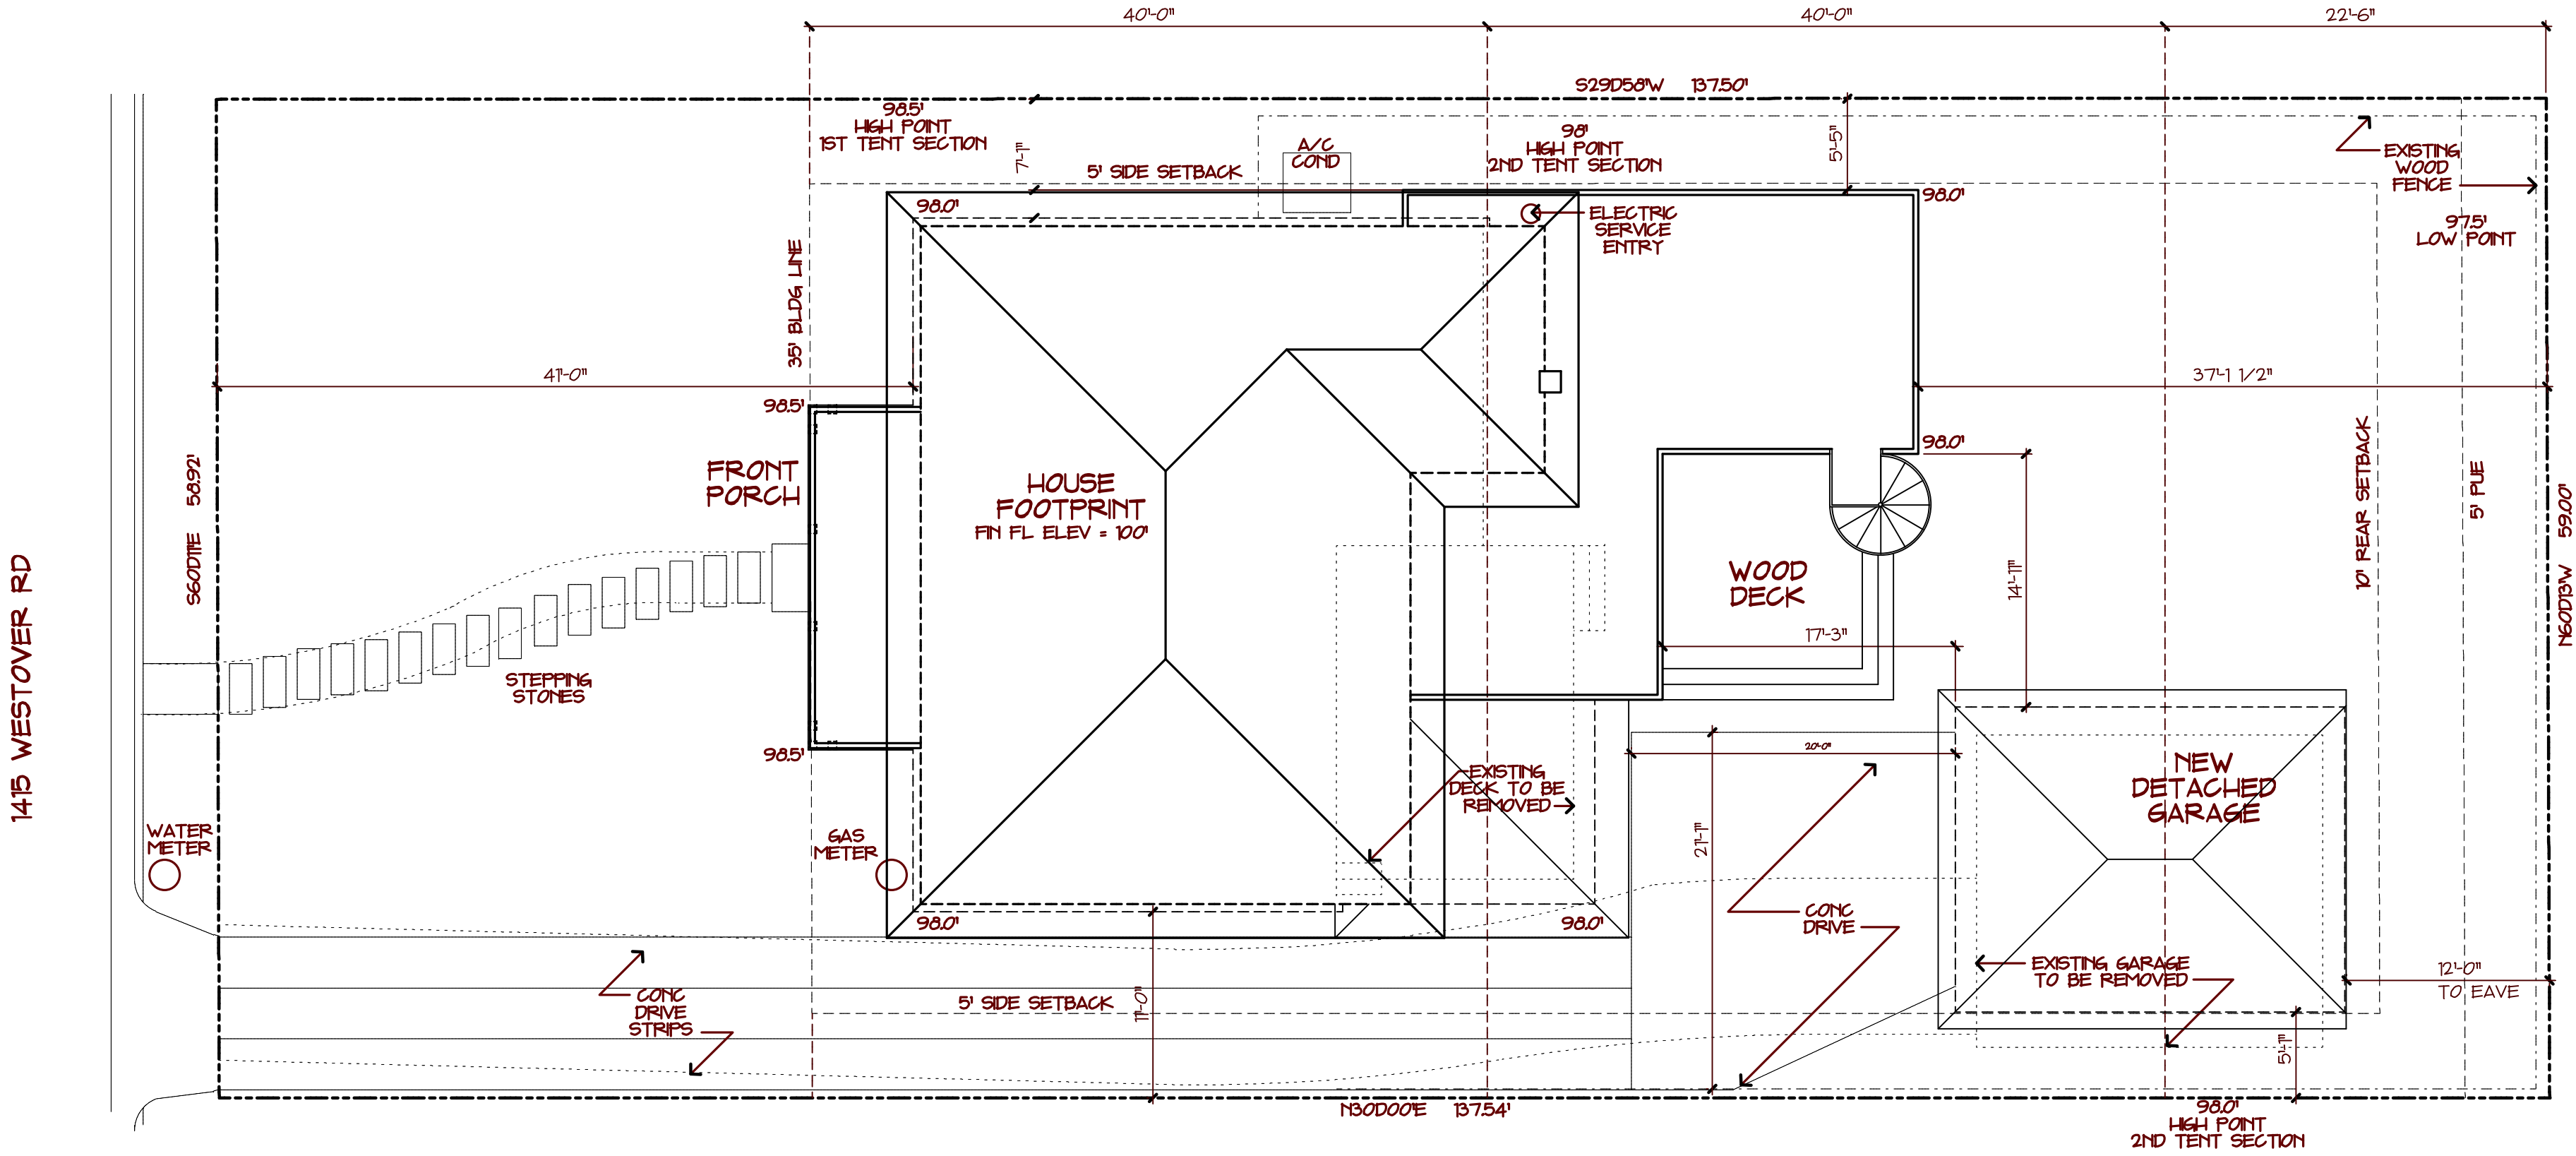 40'-0"
40'-0"
22'-6"
S29D58'W 137.50'
98.5'
HIGH POINT
1ST TENT SECTION
7'-1"
5' SIDE SETBACK
A/C
COND
98'
HIGH POINT
2ND TENT SECTION
5'-5"
EXISTING
WOOD
FENCE
98.0'
98.0'
ELECTRIC
SERVICE
ENTRY
97.5'
LOW POINT
35' BLDG LINE
41'-0"
37'-1 1/2"
98.5'
98.0'
FRONT
PORCH
HOUSE
FOOTPRINT
FIN FL ELEV = 100'
S60D11'E 58.92'
10' REAR SETBACK
5' PUE
N60D13'W 59.00'
WOOD
DECK
14'-11"
17'-3"
1415 WESTOVER RD
STEPPING
STONES
98.5'
20'-0"
EXISTING
DECK TO BE
REMOVED
NEW
DETACHED
GARAGE
WATER
METER
GAS
METER
21'-1"
98.0'
98.0'
CONC
DRIVE
EXISTING GARAGE
TO BE REMOVED
12'-0"
TO EAVE
CONC
DRIVE
STRIPS
5' SIDE SETBACK
11'-0"
5'-1"
N30D00'E 137.54'
98.0'
HIGH POINT
2ND TENT SECTION